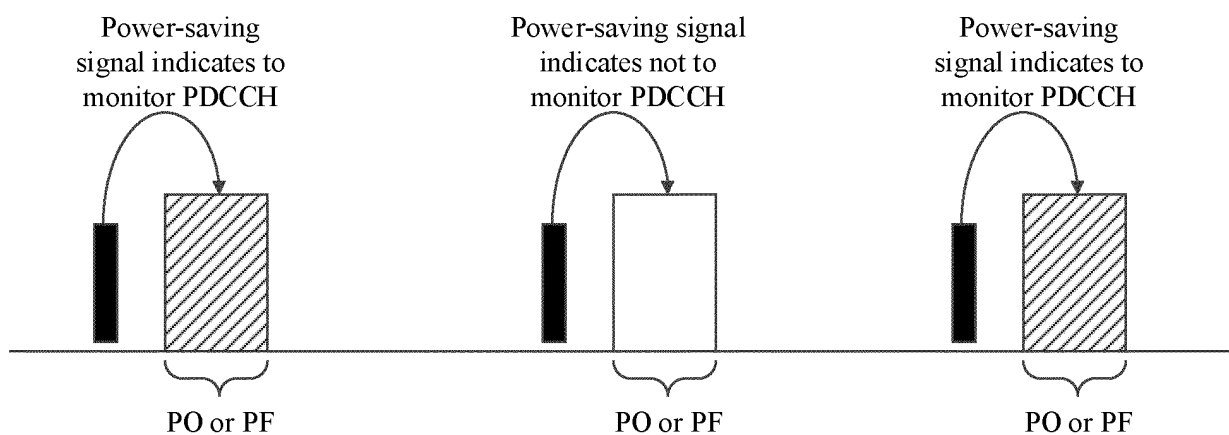 Power-saving
signal indicates to
monitor PDCCH
Power-saving signal
indicates not to
monitor PDCCH
Power-saving
signal indicates to
monitor PDCCH
PO or PF
PO or PF
PO or PF